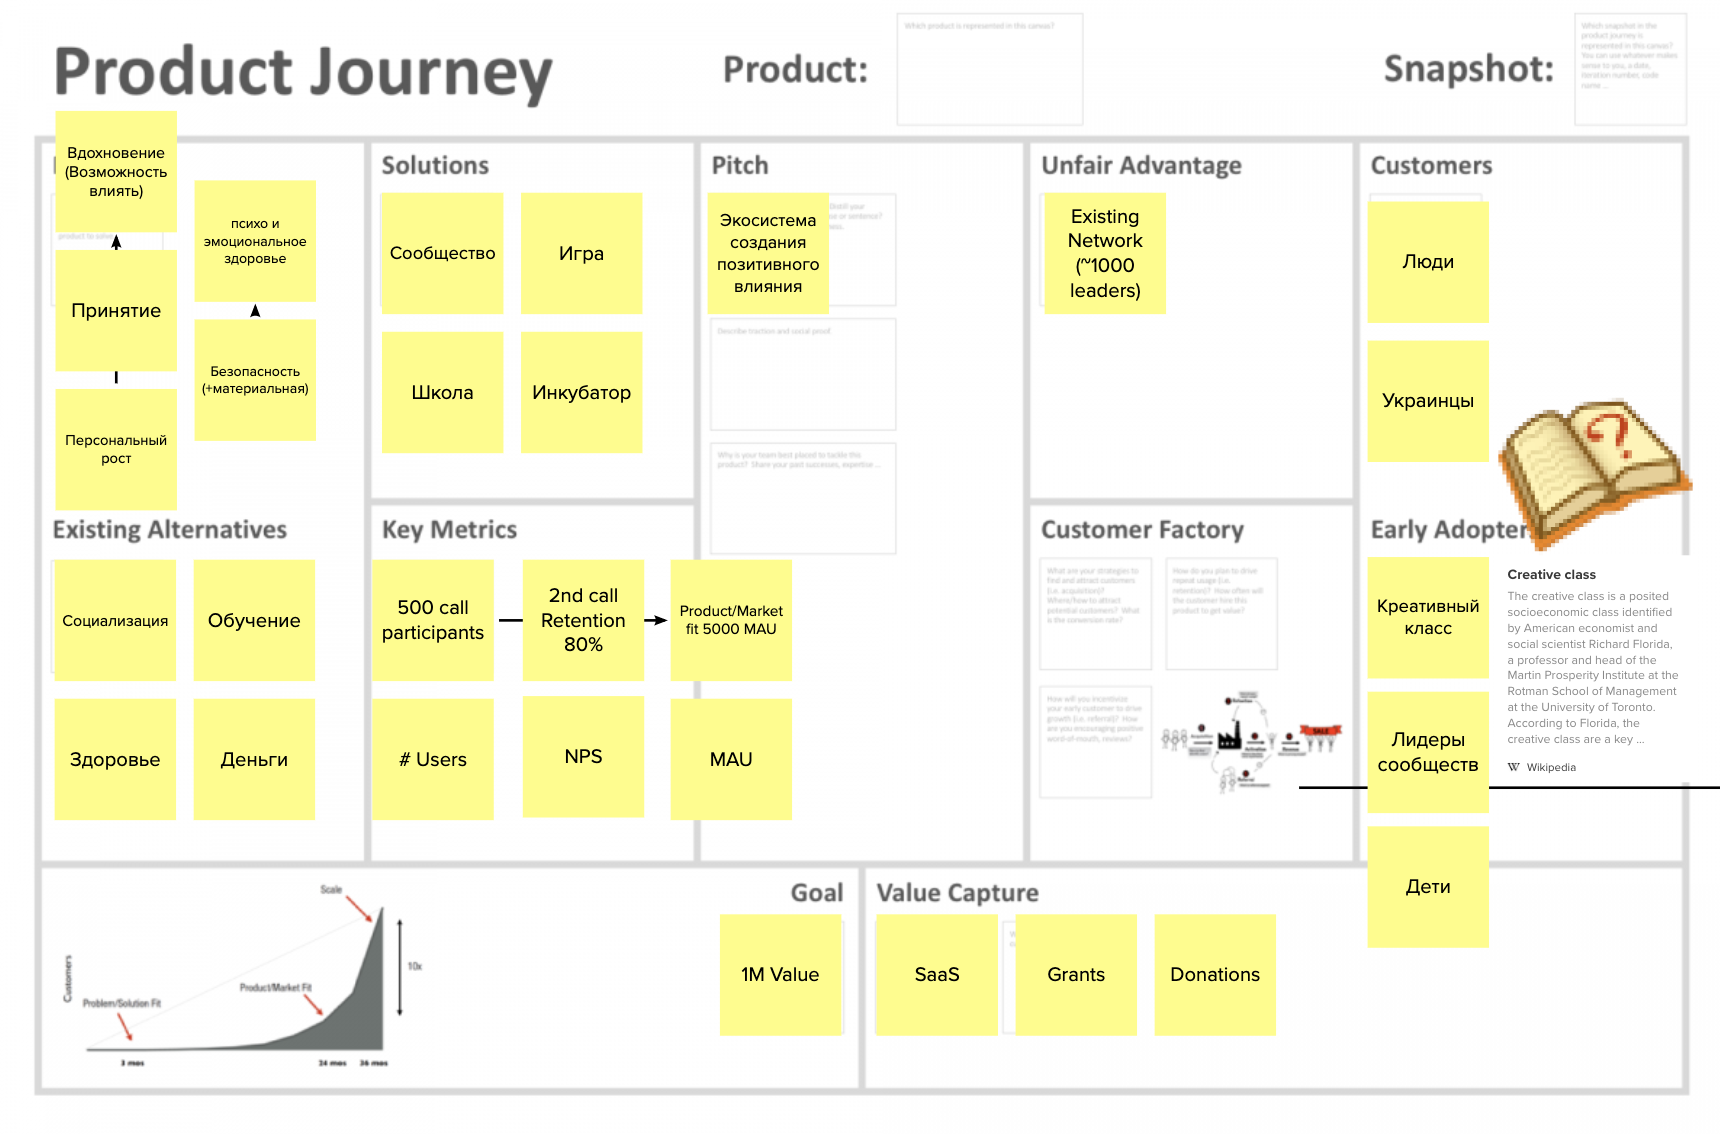 Product Journey
Product:
Which product is represented in this canvas?
Snapshot:
Which snapshot in the
product journey is
represented in this canvas?
You can use whatever makes
sense to you, a date,
iteration number, code
name ...
Вдохновение
(Возможность
влиять)
product to solve
Принятие
Персональный
рост
психо и
эмоциональное
здоровье
Безопасность
(+материальная)
Solutions
Сообщество
Игра
Школа
Инкубатор
Pitch
Экосистема
создания
позитивного
влияния
Distill your
or sentence?
Describe traction and social proof.
Why is your team best placed to tackle this
product? Share your past successes, expertise ...
Unfair Advantage
Existing
Network
(~1000
leaders)
Customers
Люди
Украинцы
Existing Alternatives
Социализация
Обучение
Здоровье
Деньги
Key Metrics
500 call
participants
2nd call
Retention
80%
Product/Market
fit 5000 MAU
# Users
NPS
MAU
Customer Factory
What are your strategies to
find and attract customers
(i.e. acquisition)?
Where/how to attract
potential customers? What
is the conversion rate?
How do you plan to drive
repeat usage (i.e.
retention)? How often will
the customer hire this
product to get value?
How will you incentivize
your early customer to drive
growth (i.e. referral)? How
are you encouraging positive
word-of-mouth, reviews?
SALE
Early Adopter
Креативный
класс
Лидеры
сообществ
Дети
Creative class
The creative class is a posited
socioeconomic class identified
by American economist and
social scientist Richard Florida,
a professor and head of the
Martin Prosperity Institute at the
Rotman School of Management
at the University of Toronto.
According to Florida, the
creative class are a key ...
W Wikipedia
Customers
Scale
10x
Product/Market Fit
Problem/Solution Fit
3 mos
24 mos
36 mos
Goal
1M Value
Value Capture
SaaS
Grants
Donations